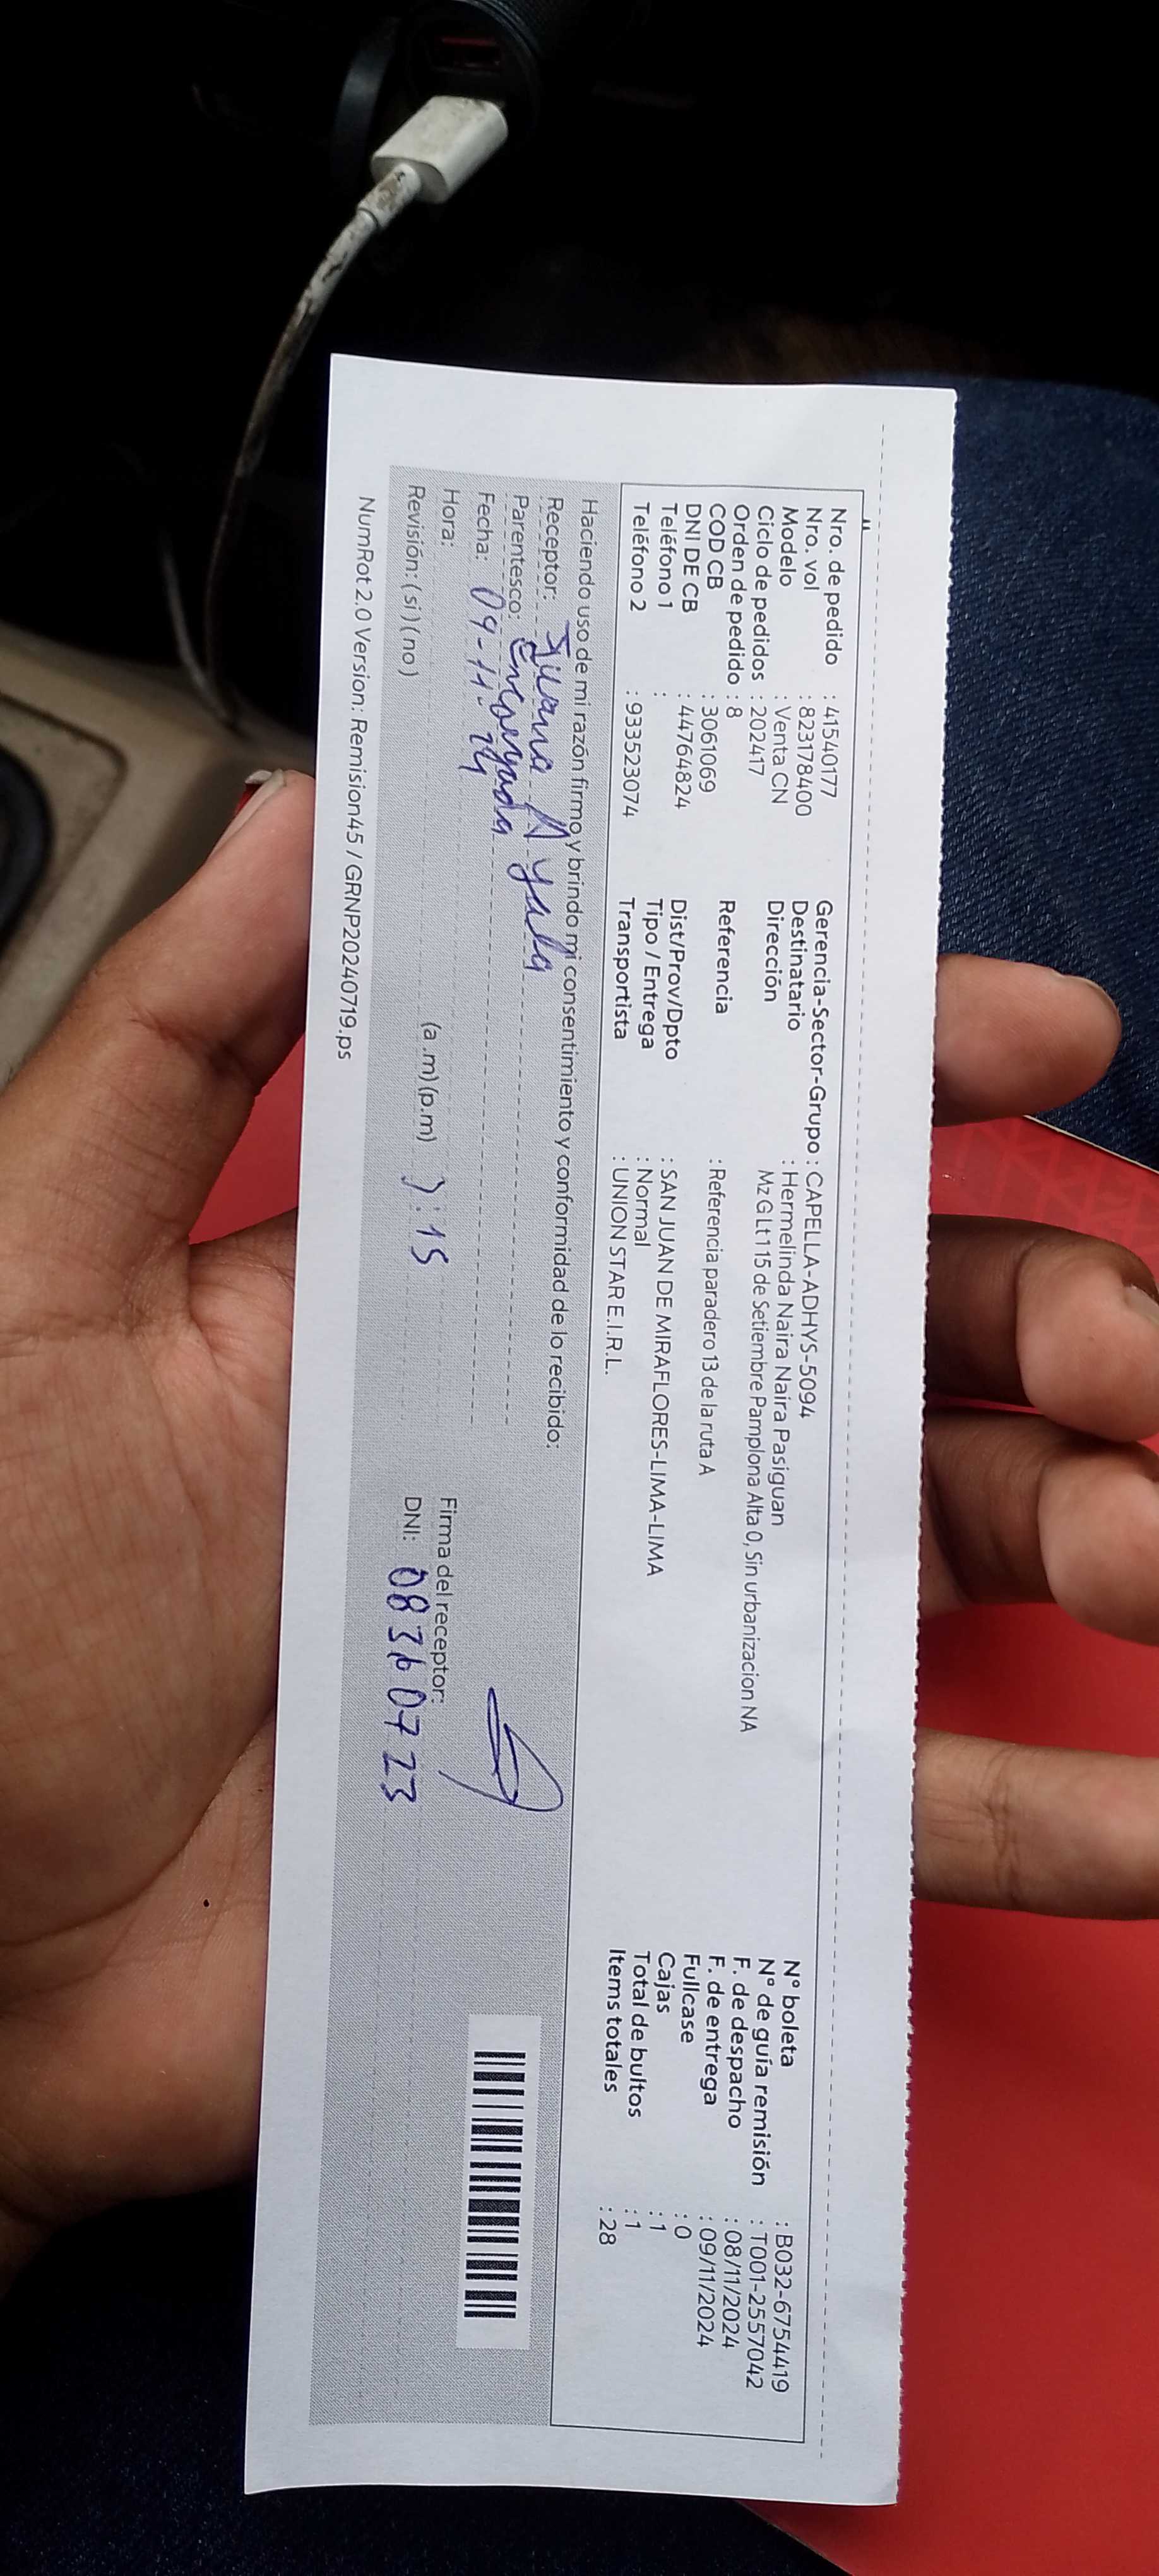 Nro. de pedido : 41540177
Nro. vol : 823178400
Modelo : Venta CN
Ciclo de pedidos : 202417
Orden de pedido : 8
COD CB : 3061069
DNI DE CB : 44764824
Teléfono 1 :
Teléfono 2 : 933523074
Gerencia-Sector-Grupo : CAPELLA-ADHYS-5094
Destinatario : Hermelinda Naira Naira Pasiguan
Dirección Mz G Lt 1 15 de Setiembre Pamplona Alta 0, Sin urbanizacion NA
Referencia : Referencia paradero 13 de la ruta A
Dist/Prov/Dpto : SAN JUAN DE MIRAFLORES-LIMA-LIMA
Tipo / Entrega : Normal
Transportista : UNION STAR E.I.R.L.
N° boleta : B032-6754419
N° de guía remisión : T001-2557042
F. de despacho : 08/11/2024
F. de entrega : 09/11/2024
Fullcase : 0
Cajas : 1
Total de bultos : 1
Items totales : 28
Haciendo uso de mi razón firmo y brindo mi consentimiento y conformidad de lo recibido:
Receptor: Juana Ayala
Parentesco: Encargada
Fecha: 09-11-24
Hora: (a .m) (p.m) 7:15
Revisión: ( si ) ( no )
Firma del receptor:
DNI: 08360723
NumRot 2.0 Version: Remision45 / GRNP20240719.ps